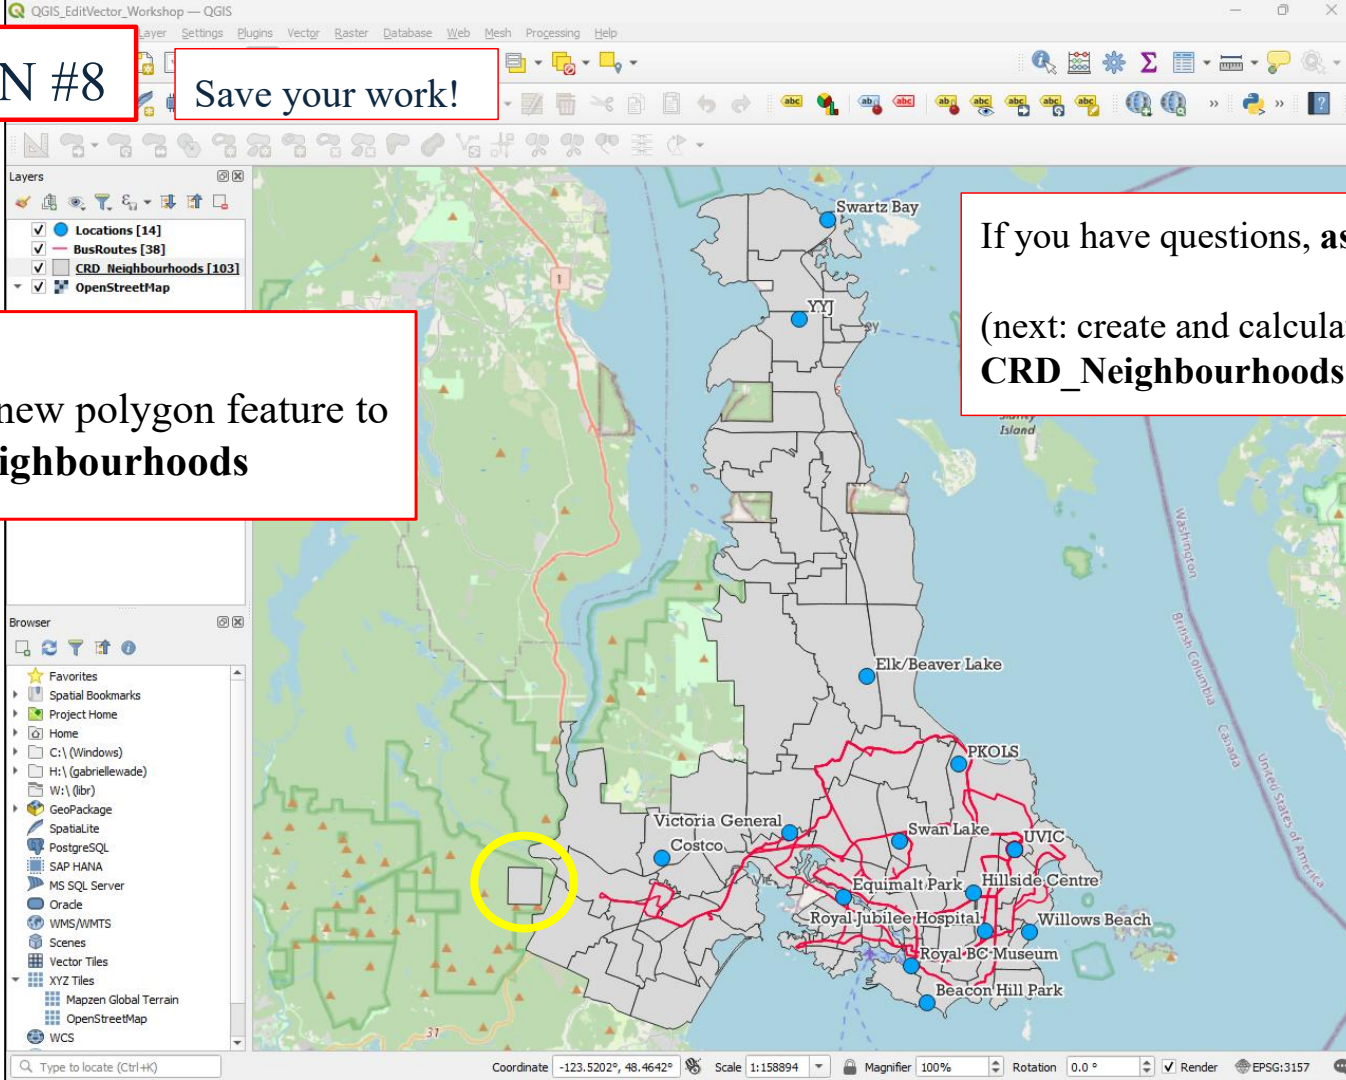 QGIS_EditVector_Workshop — QGIS
Layer Settings Plugins Vector Raster Database Web Mesh Processing Help
N #8
Save your work!
Layers
Locations [14]
BusRoutes [38]
CRD_Neighbourhoods [103]
OpenStreetMap
new polygon feature to
ighbourhoods
If you have questions, as
(next: create and calcula
CRD_Neighbourhoods
Browser
Favorites
Spatial Bookmarks
Project Home
Home
C:\ (Windows)
H:\ (gabriellewade)
W:\ (libr)
GeoPackage
SpatiaLite
PostgreSQL
SAP HANA
MS SQL Server
Oracle
WMS/WMTS
Scenes
Vector Tiles
XYZ Tiles
Mapzen Global Terrain
OpenStreetMap
WCS
Swartz Bay
YYJ
1
Island
Washington
British Columbia
Canada
United States of America
Elk/Beaver Lake
PKOLS
Victoria General
Costco
Swan Lake
UVIC
Equimalt Park
Hillside Centre
Royal Jubilee Hospital
Willows Beach
Royal BC Museum
Beacon Hill Park
31
Type to locate (Ctrl+K)
Coordinate -123.5202°, 48.4642° Scale 1:158894 Magnifier 100% Rotation 0.0 ° Render EPSG:3157